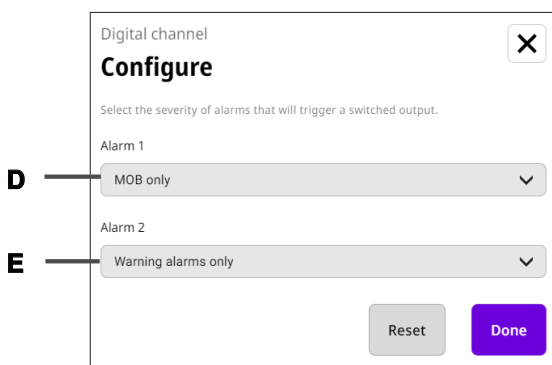 Digital channel
Configure
Select the severity of alarms that will trigger a switched output.
Alarm 1
D
MOB only
Alarm 2
E
Warning alarms only
Reset
Done